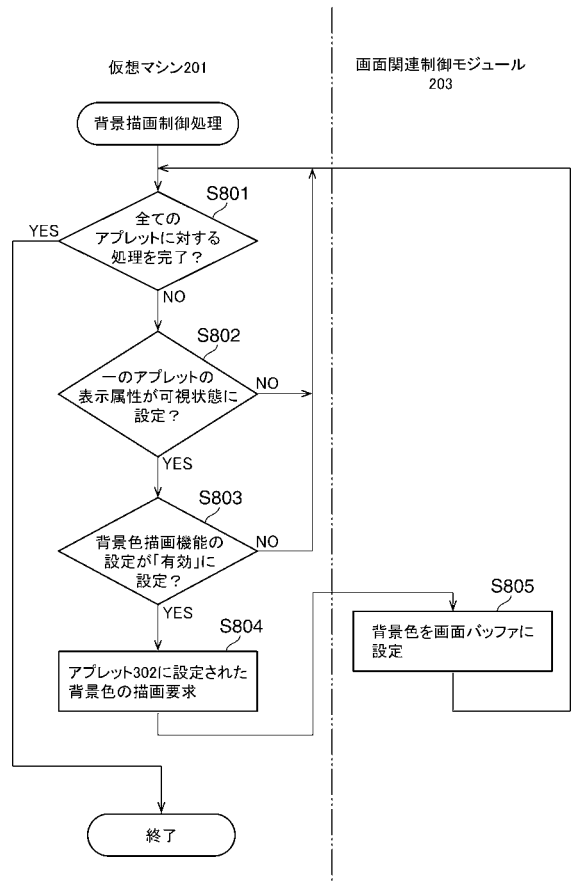 仮想マシン201
画面関連制御モジュール
203
背景描画制御処理
S801
全ての
アプレットに対する
処理を完了？
YES
NO
S802
一のアプレットの
表示属性が可視状態に
設定？
NO
YES
S803
背景色描画機能の
設定が「有効」に
設定？
NO
YES
S804
アプレット302に設定された
背景色の描画要求
S805
背景色を画面バッファに
設定
終了